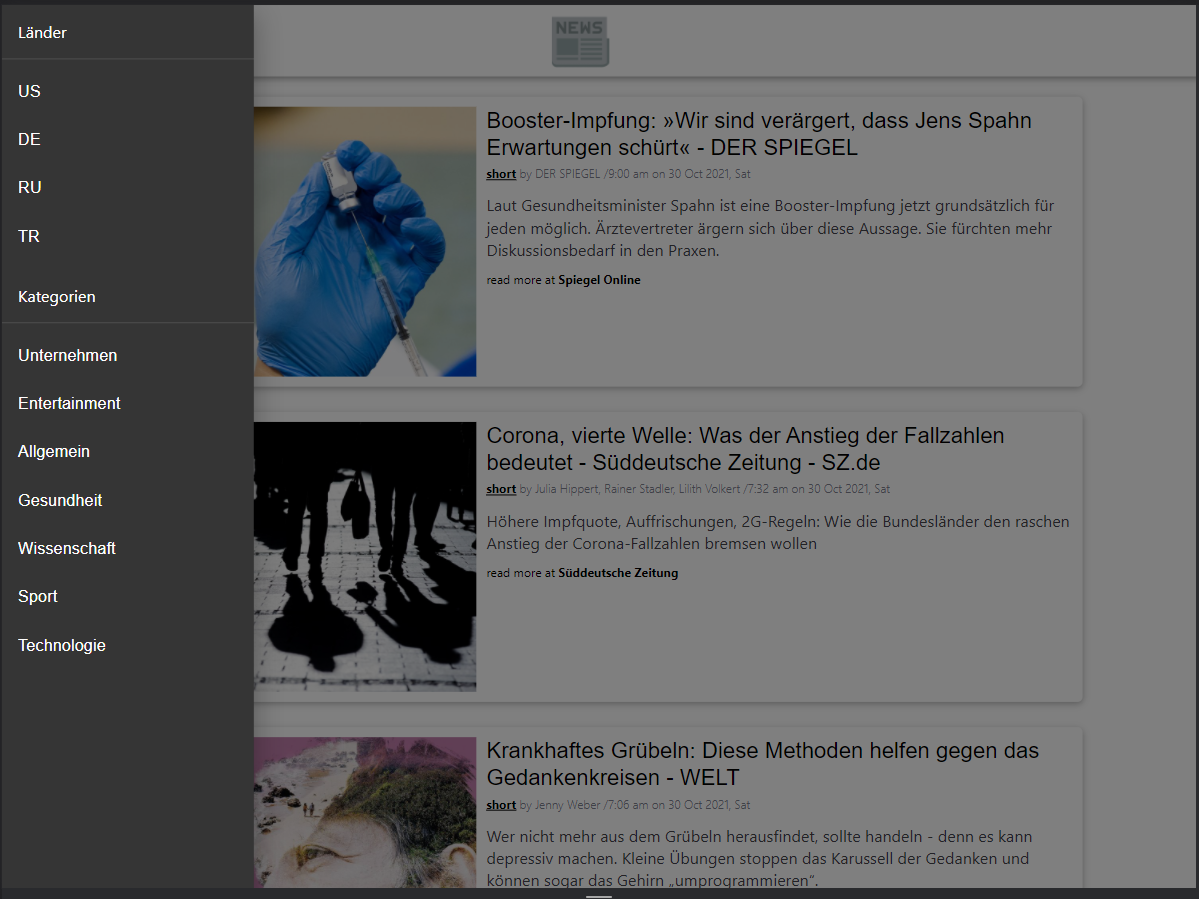 Länder
US
DE
RU
TR
Kategorien
Unternehmen
Entertainment
Allgemein
Gesundheit
Wissenschaft
Sport
Technologie
NEWS
Booster-Impfung: »Wir sind verärgert, dass Jens Spahn
Erwartungen schürt« - DER SPIEGEL
short by DER SPIEGEL /9:00 am on 30 Oct 2021, Sat
Laut Gesundheitsminister Spahn ist eine Booster-Impfung jetzt grundsätzlich für
jeden möglich. Ärztevertreter ärgern sich über diese Aussage. Sie fürchten mehr
Diskussionsbedarf in den Praxen.
read more at Spiegel Online
Corona, vierte Welle: Was der Anstieg der Fallzahlen
bedeutet - Süddeutsche Zeitung - SZ.de
short by Julia Hippert, Rainer Stadler, Lilith Volkert /7:32 am on 30 Oct 2021, Sat
Höhere Impfquote, Auffrischungen, 2G-Regeln: Wie die Bundesländer den raschen
Anstieg der Corona-Fallzahlen bremsen wollen
read more at Süddeutsche Zeitung
Krankhaftes Grübeln: Diese Methoden helfen gegen das
Gedankenkreisen - WELT
short by Jenny Weber /7:06 am on 30 Oct 2021, Sat
Wer nicht mehr aus dem Grübeln herausfindet, sollte handeln - denn es kann
depressiv machen. Kleine Übungen stoppen das Karussell der Gedanken und
können sogar das Gehirn „umprogrammieren“.